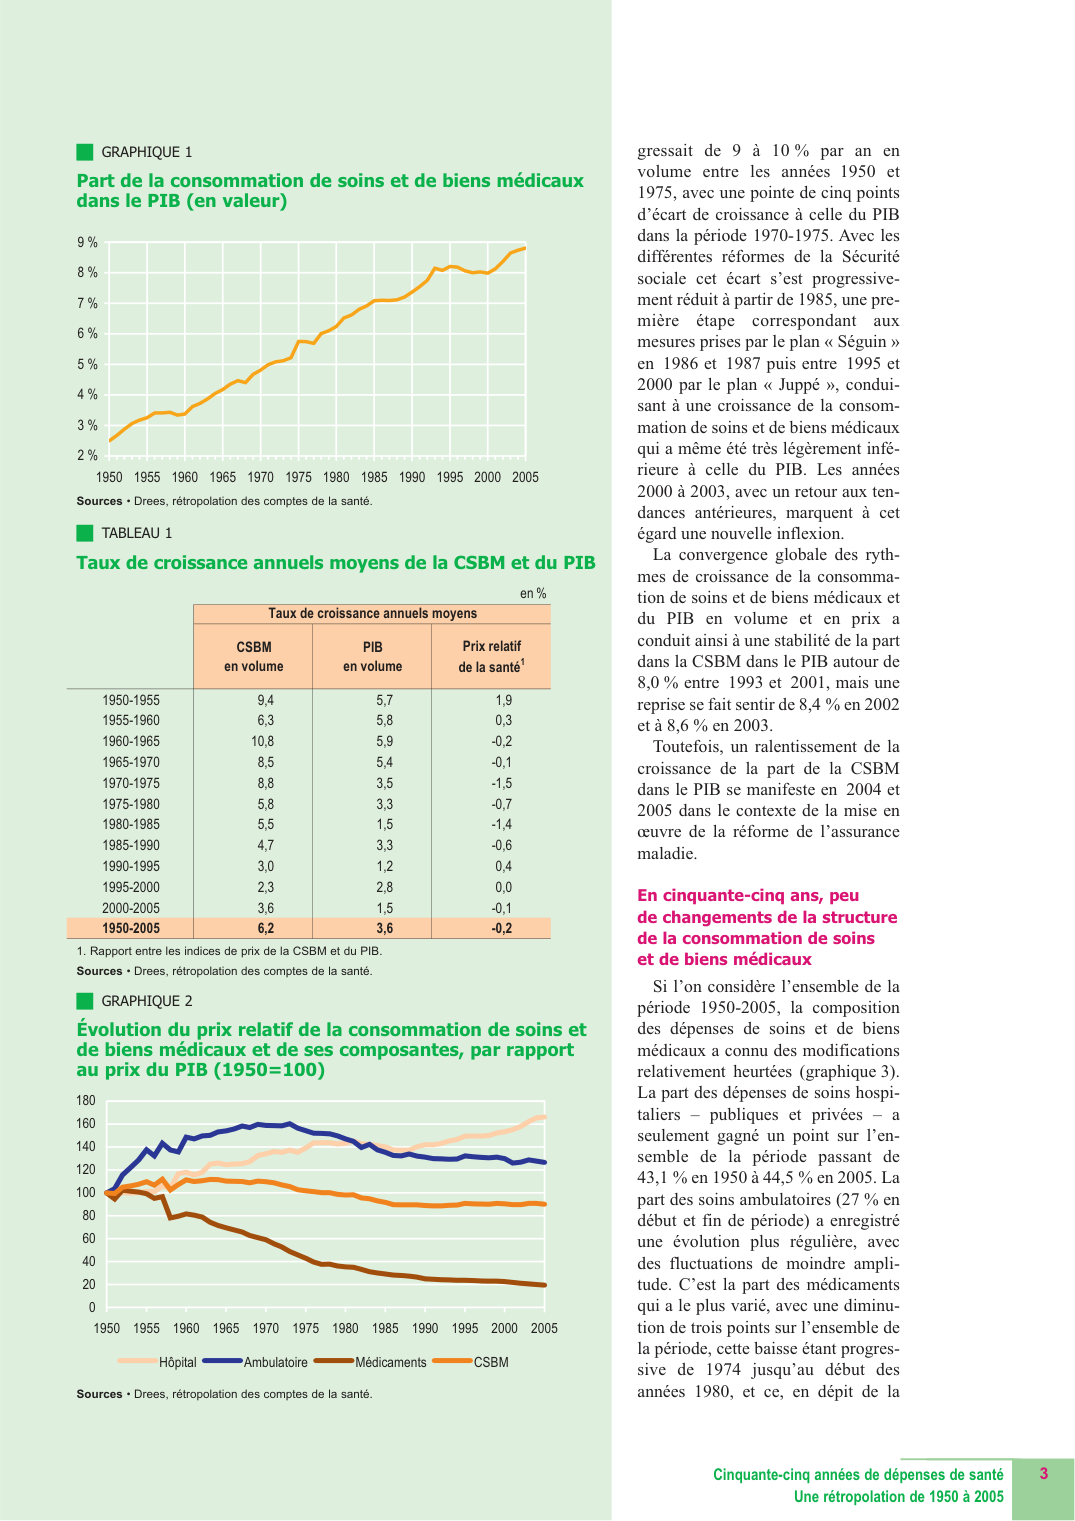 GRAPHIQUE 1
Part de la consommation de soins et de biens médicaux
dans le PIB (en valeur)
9 %
8 %
7 %
6 %
5 %
4 %
3 %
2 %
1950 1955 1960 1965 1970 1975 1980 1985 1990 1995 2000 2005
Sources • Drees, rétropolation des comptes de la santé.
TABLEAU 1
Taux de croissance annuels moyens de la CSBM et du PIB
en %
Taux de croissance annuels moyens
CSBM PIB Prix relatif
en volume en volume de la santé1
1950-1955 9,4 5,7 1,9
1955-1960 6,3 5,8 0,3
1960-1965 10,8 5,9 -0,2
1965-1970 8,5 5,4 -0,1
1970-1975 8,8 3,5 -1,5
1975-1980 5,8 3,3 -0,7
1980-1985 5,5 1,5 -1,4
1985-1990 4,7 3,3 -0,6
1990-1995 3,0 1,2 0,4
1995-2000 2,3 2,8 0,0
2000-2005 3,6 1,5 -0,1
1950-2005 6,2 3,6 -0,2
1. Rapport entre les indices de prix de la CSBM et du PIB.
Sources • Drees, rétropolation des comptes de la santé.
GRAPHIQUE 2
Évolution du prix relatif de la consommation de soins et
de biens médicaux et de ses composantes, par rapport
au prix du PIB (1950=100)
180
160
140
120
100
80
60
40
20
0
1950 1955 1960 1965 1970 1975 1980 1985 1990 1995 2000 2005
Hôpital Ambulatoire Médicaments CSBM
Sources • Drees, rétropolation des comptes de la santé.
gressait de 9 à 10 % par an en
volume entre les années 1950 et
1975, avec une pointe de cinq points
d'écart de croissance à celle du PIB
dans la période 1970-1975. Avec les
différentes réformes de la Sécurité
sociale cet écart s'est progressive-
ment réduit à partir de 1985, une pre-
mière étape correspondant aux
mesures prises par le plan « Séguin »
en 1986 et 1987 puis entre 1995 et
2000 par le plan « Juppé », condui-
sant à une croissance de la consom-
mation de soins et de biens médicaux
qui a même été très légèrement infé-
rieure à celle du PIB. Les années
2000 à 2003, avec un retour aux ten-
dances antérieures, marquent à cet
égard une nouvelle inflexion.
La convergence globale des ryth-
mes de croissance de la consomma-
tion de soins et de biens médicaux et
du PIB en volume et en prix a
conduit ainsi à une stabilité de la part
dans la CSBM dans le PIB autour de
8,0 % entre 1993 et 2001, mais une
reprise se fait sentir de 8,4 % en 2002
et à 8,6 % en 2003.
Toutefois, un ralentissement de la
croissance de la part de la CSBM
dans le PIB se manifeste en 2004 et
2005 dans le contexte de la mise en
œuvre de la réforme de l'assurance
maladie.
En cinquante-cinq ans, peu
de changements de la structure
de la consommation de soins
et de biens médicaux
Si l'on considère l'ensemble de la
période 1950-2005, la composition
des dépenses de soins et de biens
médicaux a connu des modifications
relativement heurtées (graphique 3).
La part des dépenses de soins hospi-
taliers – publiques et privées – a
seulement gagné un point sur l'en-
semble de la période passant de
43,1 % en 1950 à 44,5 % en 2005. La
part des soins ambulatoires (27 % en
début et fin de période) a enregistré
une évolution plus régulière, avec
des fluctuations de moindre ampli-
tude. C'est la part des médicaments
qui a le plus varié, avec une diminu-
tion de trois points sur l'ensemble de
la période, cette baisse étant progres-
sive de 1974 jusqu'au début des
années 1980, et ce, en dépit de la
Cinquante-cinq années de dépenses de santé
Une rétropolation de 1950 à 2005
3